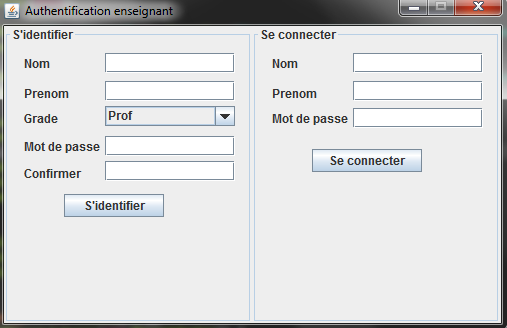 Authentification enseignant
S'identifier
Nom
Prenom
Grade
Prof
Mot de passe
Confirmer
S'identifier
Se connecter
Nom
Prenom
Mot de passe
Se connecter